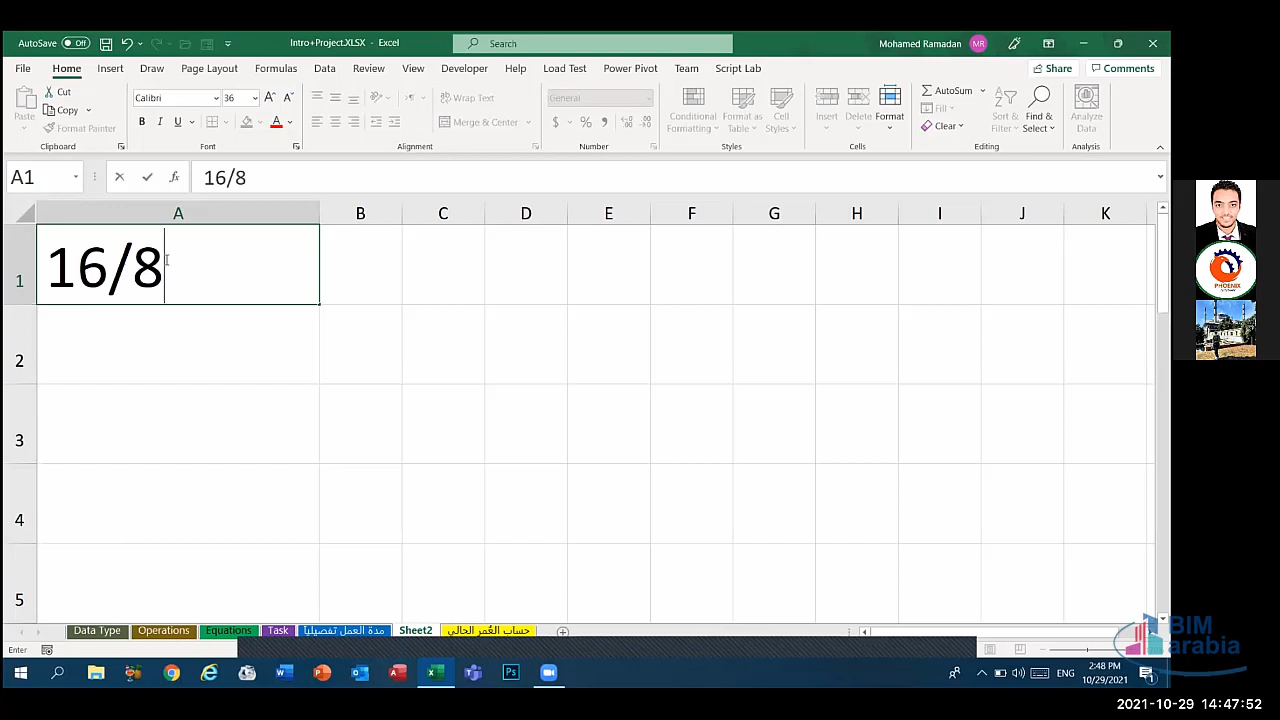 AutoSave Off Intro+Project.XLSX - Excel Search Mohamed Ramadan MR
File Home Insert Draw Page Layout Formulas Data Review View Developer Help Load Test Power Pivot Team Script Lab Share Comments
Paste Cut Copy Format Painter
Clipboard
Calibri 36
B I U A
Font
Wrap Text
Merge & Center
Alignment
General
$ % ,
Number
Conditional Formatting Format as Table Cell Styles
Styles
Insert Delete Format
Cells
AutoSum
Fill
Clear
Sort & Filter Find & Select
Editing
Analyze Data
Analysis
A1 fx 16/8
A B C D E F G H I J K
1 16/8
2
3
4
5
Data Type Operations Equations Task مدة العمل تفصيلياً Sheet2 حساب العُمر الحالي
Enter
PHOENIX
BIM
arabia
ENG 2:48 PM
10/29/2021
2021-10-29 14:47:52